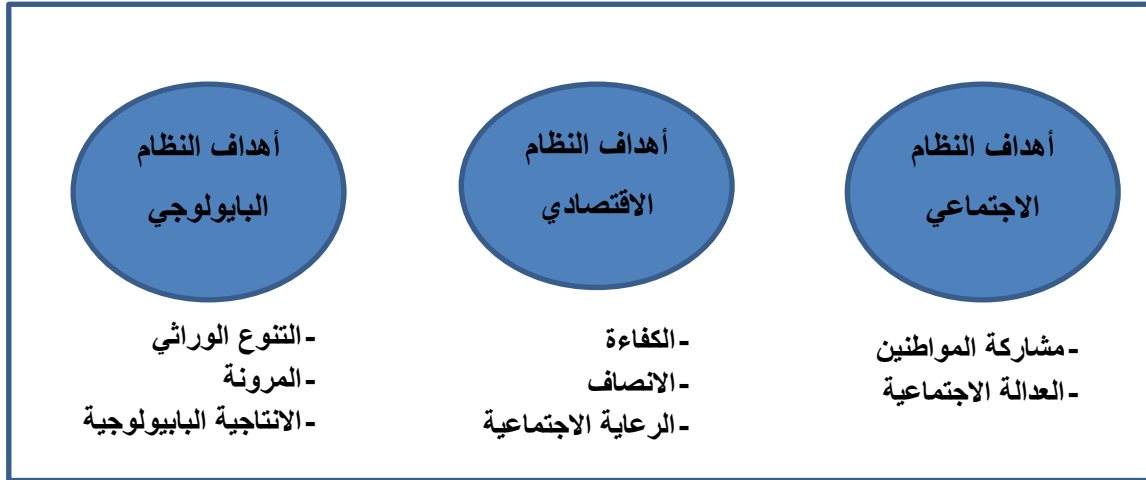 أهداف النظام
الاجتماعي
-مشاركة المواطنين
-العدالة الاجتماعية
أهداف النظام
الاقتصادي
-الكفاءة
-الانصاف
-الرعاية الاجتماعية
أهداف النظام
البايولوجي
-التنوع الوراثي
-المرونة
-الانتاجية البابيولوجية